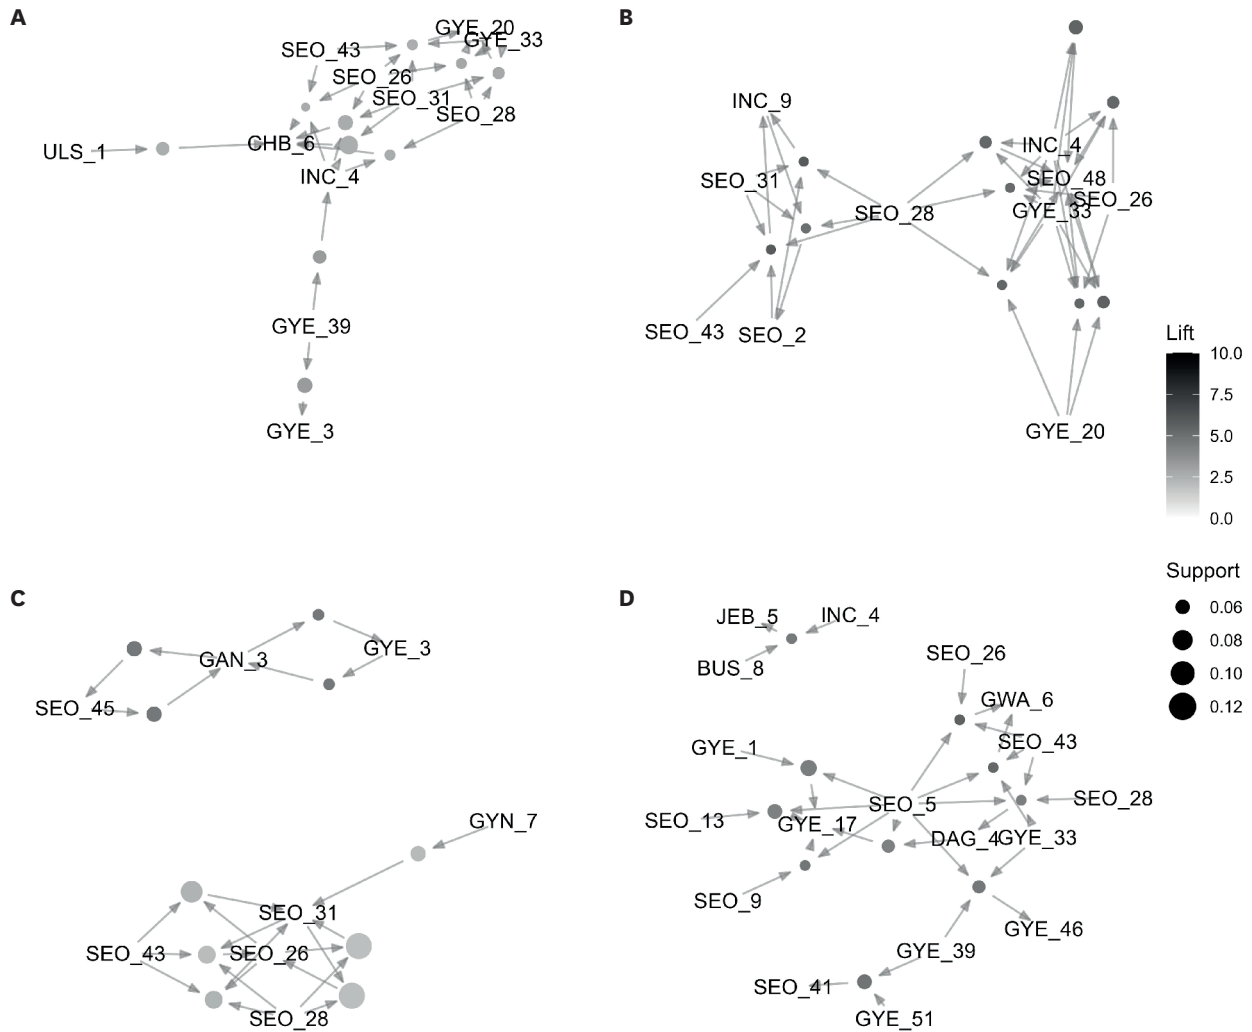 A
GYE_20
GYE_33
SEO_43
SEO_26
SEO_31
SEO_28
CHB_6
ULS_1
INC_4
GYE_39
GYE_3
B
INC_9
INC_4
SEO_31
SEO_48
SEO_26
SEO_28
GYE_33
SEO_43
SEO_2
GYE_20
Lift
10.0
7.5
5.0
2.5
0.0
Support
0.06
0.08
0.10
0.12
C
GAN_3
GYE_3
SEO_45
GYN_7
SEO_31
SEO_43
SEO_26
SEO_28
D
JEB_5
INC_4
BUS_8
SEO_26
GWA_6
GYE_1
SEO_43
SEO_5
SEO_28
SEO_13
GYE_17
DAG_4
GYE_33
SEO_9
GYE_46
GYE_39
SEO_41
GYE_51